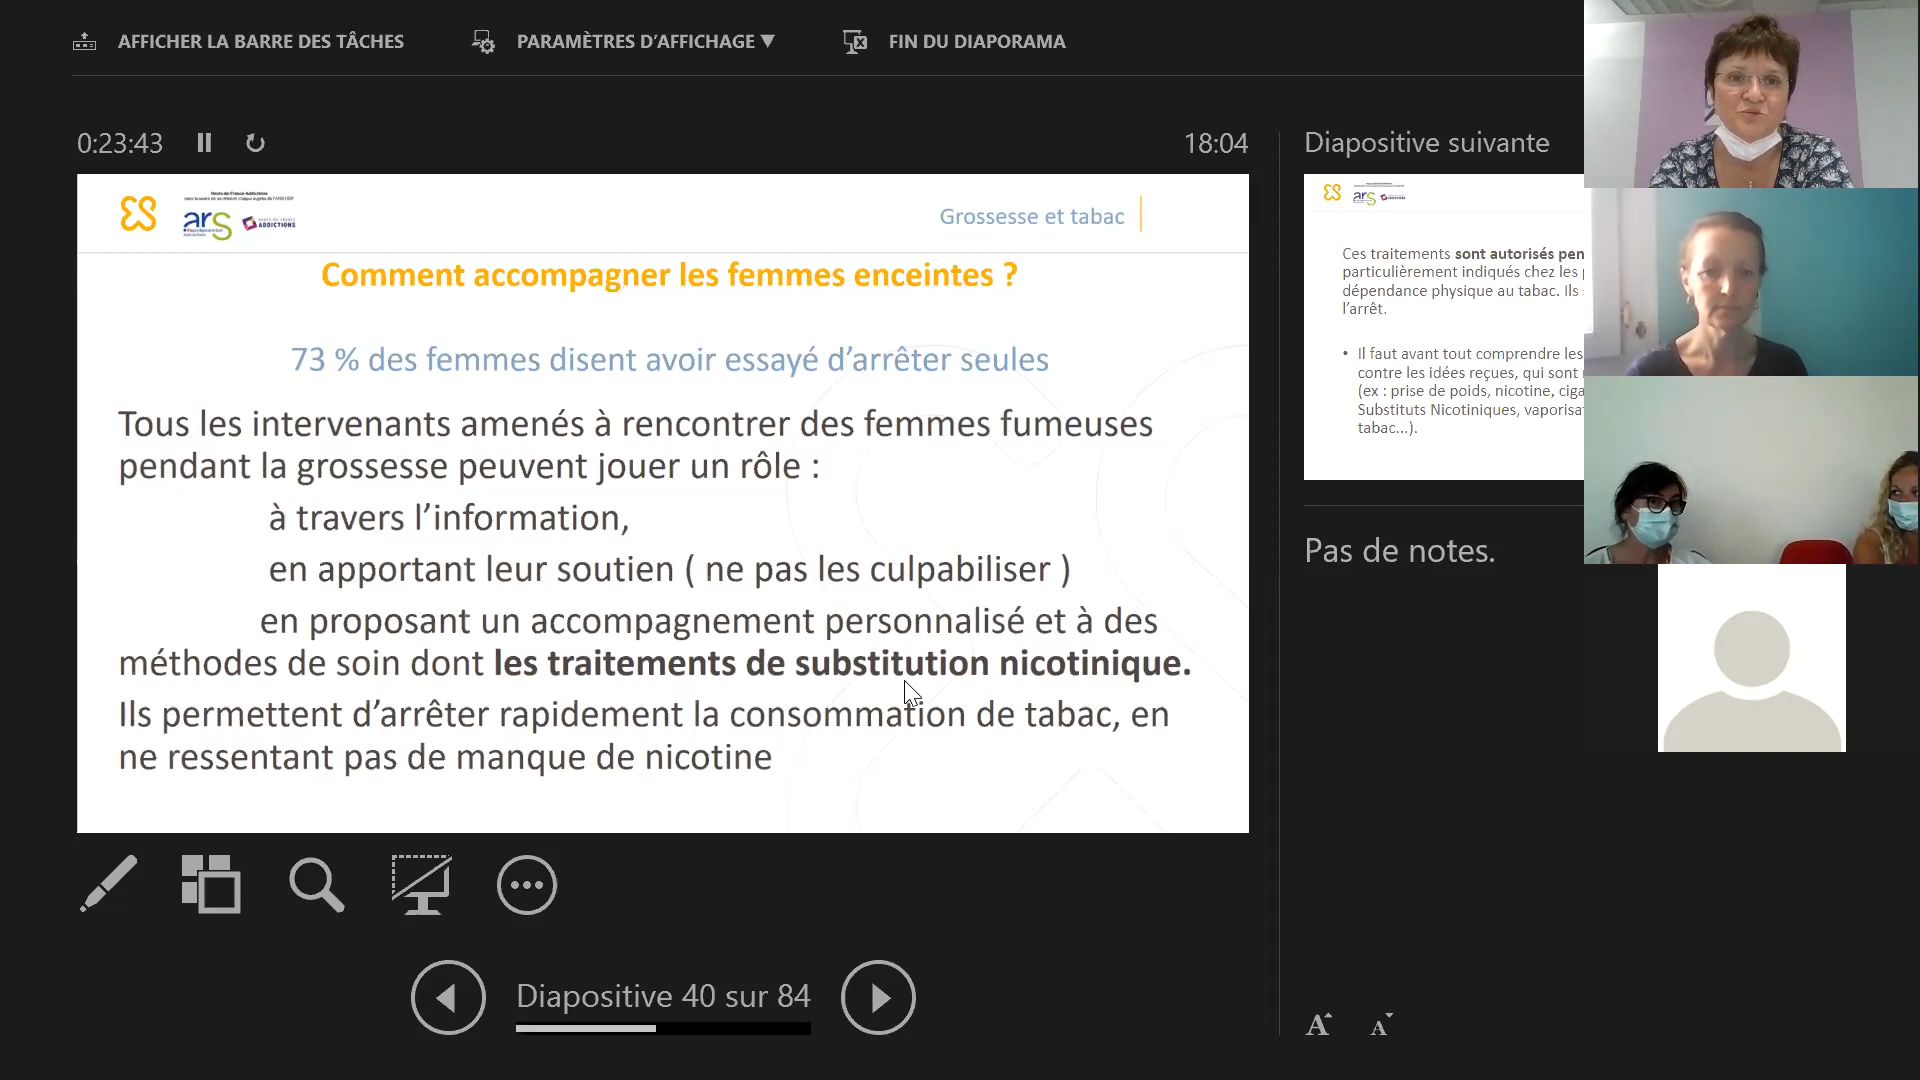 AFFICHER LA BARRE DES TÂCHES
PARAMÈTRES D'AFFICHAGE ▼
FIN DU DIAPORAMA
0:23:43
18:04
ars
ADDICTIONS
Grossesse et tabac
Comment accompagner les femmes enceintes ?
73 % des femmes disent avoir essayé d'arrêter seules
Tous les intervenants amenés à rencontrer des femmes fumeuses
pendant la grossesse peuvent jouer un rôle :
à travers l'information,
en apportant leur soutien ( ne pas les culpabiliser )
en proposant un accompagnement personnalisé et à des
méthodes de soin dont les traitements de substitution nicotinique.
Ils permettent d'arrêter rapidement la consommation de tabac, en
ne ressentant pas de manque de nicotine
Diapositive 40 sur 84
Diapositive suivante
ars
Ces traitements sont autorisés pen
particulièrement indiqués chez les
dépendance physique au tabac. Ils
l'arrêt.
• Il faut avant tout comprendre les
contre les idées reçues, qui sont
(ex : prise de poids, nicotine, ciga
Substituts Nicotiniques, vaporisa
tabac...).
Pas de notes.
A A